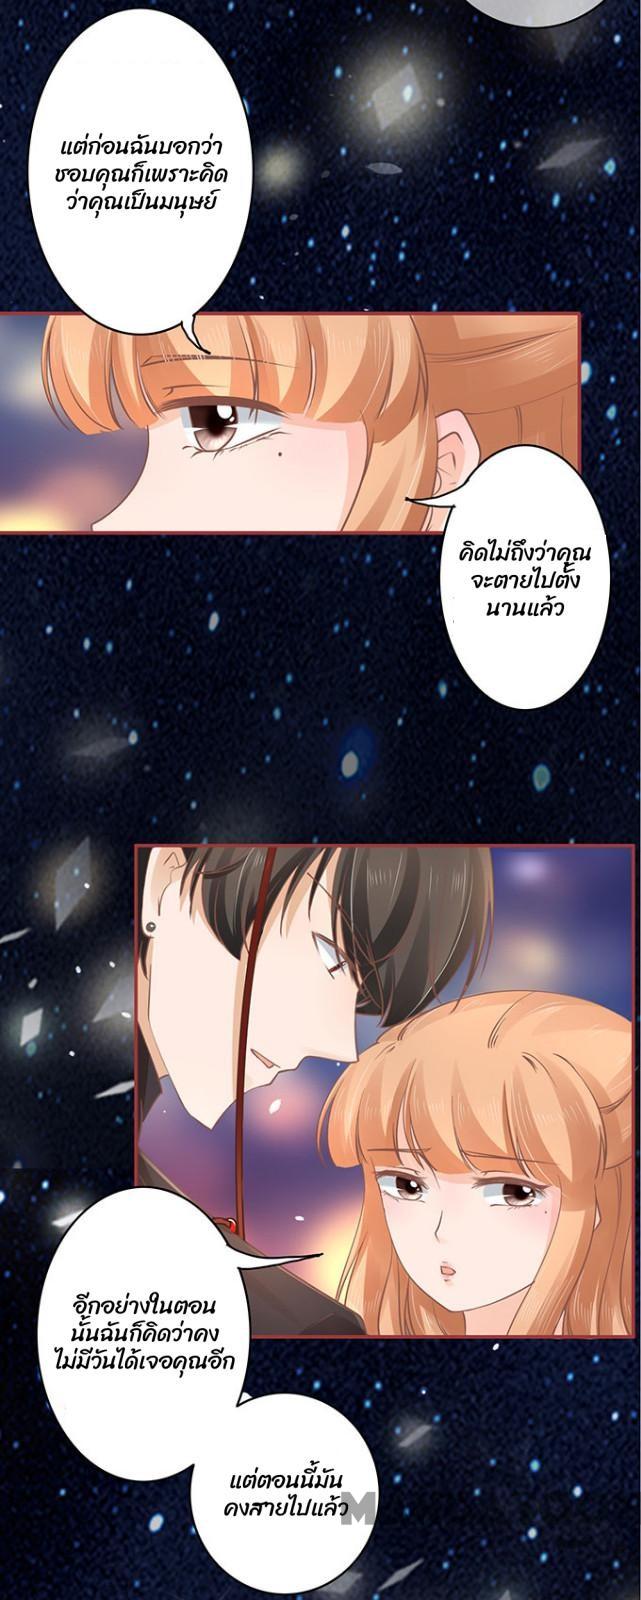 แต่ก่อนฉันบอกว่า
ชอบคุณก็เพราะคิด
ว่าคุณเป็นมนุษย์
คิดไม่ถึงว่าคุณ
จะตายไปตั้ง
นานแล้ว
อีกอย่างในตอน
นั้นฉันก็คิดว่าคง
ไม่มีวันได้เจอคุณอีก
แต่ตอนนี้มัน
คงสายไปแล้ว